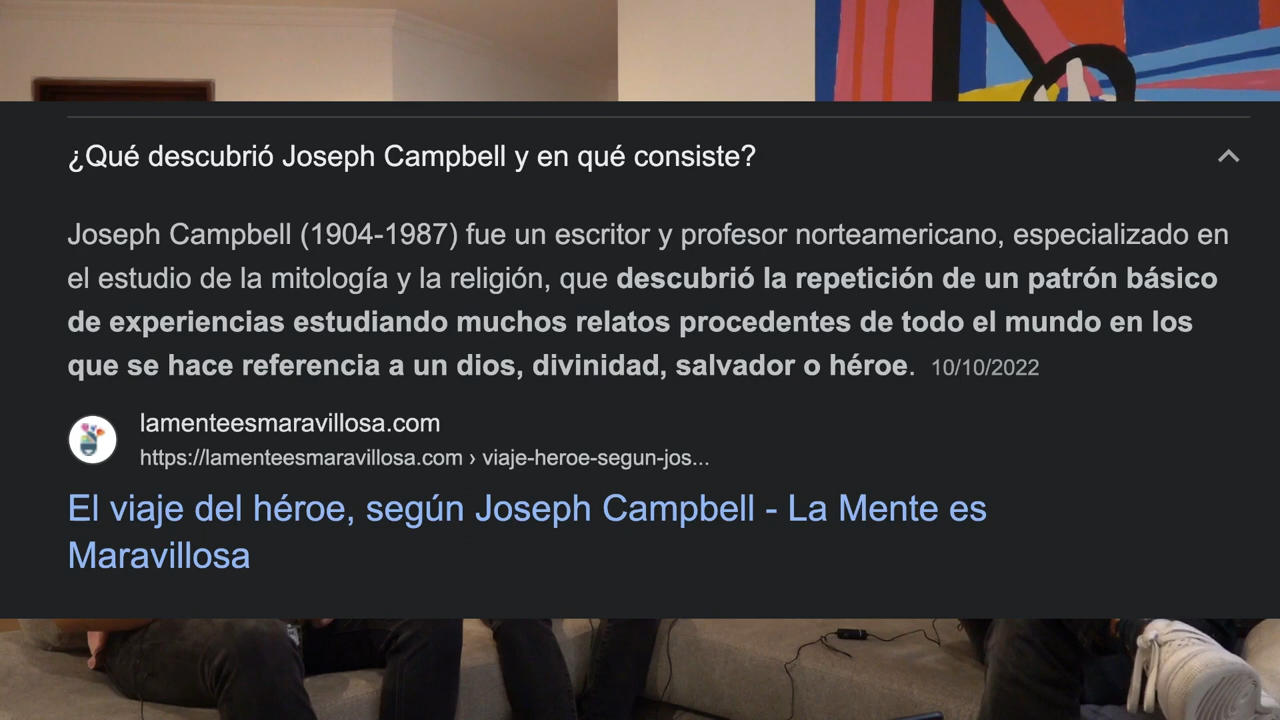 ¿Qué descubrió Joseph Campbell y en qué consiste?
Joseph Campbell (1904-1987) fue un escritor y profesor norteamericano, especializado en
el estudio de la mitología y la religión, que descubrió la repetición de un patrón básico
de experiencias estudiando muchos relatos procedentes de todo el mundo en los
que se hace referencia a un dios, divinidad, salvador o héroe. 10/10/2022
lamenteesmaravillosa.com
https://lamenteesmaravillosa.com › viaje-heroe-segun-jos...
El viaje del héroe, según Joseph Campbell - La Mente es
Maravillosa